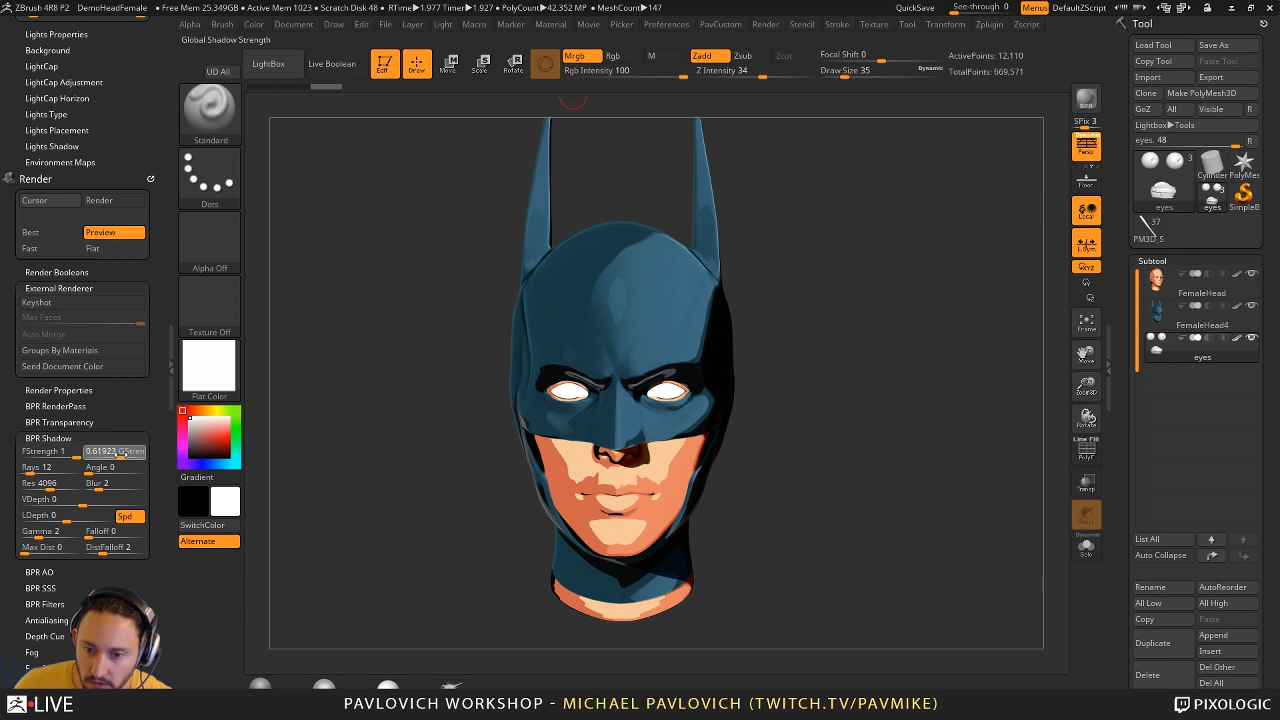 ZBrush 4R8 P2 DemoHeadFemale • Free Mem 25.349GB • Active Mem 1023 • Scratch Disk 48 • RTime▶1.977 Timer▶1.927 • PolyCount▶42.352 MP • MeshCount▶147
QuickSave See-through 0 Menus DefaultZScript
Alpha Brush Color Document Draw Edit File Layer Light Macro Marker Material Movie Picker Preferences PavCustom Render Stencil Stroke Texture Tool Transform Zplugin Zscript
Global Shadow Strength
UD All LightBox Live Boolean Edit Draw Move Scale Rotate
Mrgb Rgb M Zadd Zsub Zcut Focal Shift 0 ActivePoints: 12,110
Rgb Intensity 100 Z Intensity 34 Draw Size 35 Dynamic TotalPoints: 669,571
Lights Properties
Background
LightCap
LightCap Adjustment
LightCap Horizon
Lights Type
Lights Placement
Lights Shadow
Environment Maps
Render
Cursor Render
Best Preview
Fast Flat
Render Booleans
External Renderer
Keyshot
Max Faces
Auto Merge
Groups By Materials
Send Document Color
Render Properties
BPR RenderPass
BPR Transparency
BPR Shadow
FStrength 1 0.61923 GStren
Rays 12 Angle 0
Res 4096 Blur 2
VDepth 0
LDepth 0 Spd
Gamma 2 Falloff 0
Max Dist 0 DistFalloff 2
BPR AO
BPR SSS
BPR Filters
Antialiasing
Depth Cue
Fog
Standard
Dots
Alpha Off
Texture Off
Flat Color
Gradient
SwitchColor
Alternate
BPR
SPix 3
Dynamic
Persp
Floor
Local
L.Sym
XYZ
Frame
Move
Zoom3D
Rotate
Line Fill
PolyF
Transp
Ghost
Dynamic
Solo
Tool
Load Tool Save As
Copy Tool Paste Tool
Import Export
Clone Make PolyMesh3D
GoZ All Visible R
Lightbox▶Tools
eyes. 48 R
3
Cylinder PolyMes
3
eyes eyes SimpleB
37
PM3D_S
Subtool
FemaleHead
FemaleHead4
eyes
List All
Auto Collapse
Rename AutoReorder
All Low All High
Copy Paste
Duplicate Append
Insert
Delete Del Other
Del All
LIVE PAVLOVICH WORKSHOP - MICHAEL PAVLOVICH (TWITCH.TV/PAVMIKE) PIXOLOGIC